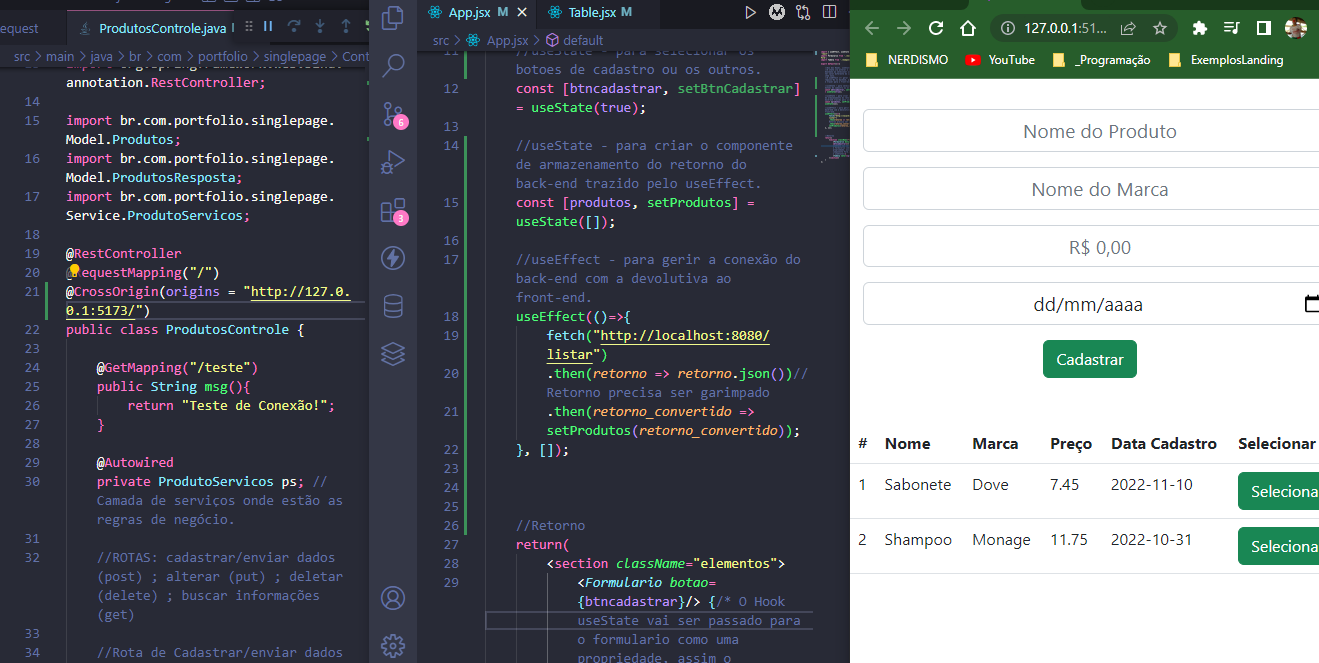 equest
ProdutosControle.java
src > main > java > br > com > portfolio > singlepage > Cont
annotation.RestController;
14
15 import br.com.portfolio.singlepage.
Model.Produtos;
16 import br.com.portfolio.singlepage.
Model.ProdutosResposta;
17 import br.com.portfolio.singlepage.
Service.ProdutoServicos;
18
19 @RestController
20 @RequestMapping("/")
21 @CrossOrigin(origins = "http://127.0.
0.1:5173/")
22 public class ProdutosControle {
23
24 @GetMapping("/teste")
25 public String msg(){
26 return "Teste de Conexão!";
27 }
28
29 @Autowired
30 private ProdutoServicos ps; //
Camada de serviços onde estão as
regras de negócio.
31
32 //ROTAS: cadastrar/enviar dados
(post) ; alterar (put) ; deletar
(delete) ; buscar informações
(get)
33
34 //Rota de Cadastrar/enviar dados
6
3
App.jsx M
Table.jsx M
src > App.jsx > default
11 //useState - para selecionar os
botoes de cadastro ou os outros.
12 const [btncadastrar, setBtnCadastrar]
= useState(true);
13
14 //useState - para criar o componente
de armazenamento do retorno do
back-end trazido pelo useEffect.
15 const [produtos, setProdutos] =
useState([]);
16
17 //useEffect - para gerir a conexão do
back-end com a devolutiva ao
front-end.
18 useEffect(()=>{
19 fetch("http://localhost:8080/
listar")
20 .then(retorno => retorno.json())//
Retorno precisa ser garimpado
21 .then(retorno_convertido =>
setProdutos(retorno_convertido));
22 }, []);
23
24
25
26 //Retorno
27 return(
28 <section className="elementos">
29 <Formulario botao=
{btncadastrar}/> {/* O Hook
useState vai ser passado para
o formulario como uma
propriedade, assim o
127.0.0.1:51...
NERDISMO
YouTube
_Programação
ExemplosLanding
Nome do Produto
Nome do Marca
R$ 0,00
dd/mm/aaaa
Cadastrar
# Nome Marca Preço Data Cadastro Selecionar
1 Sabonete Dove 7.45 2022-11-10 Seleciona
2 Shampoo Monage 11.75 2022-10-31 Seleciona